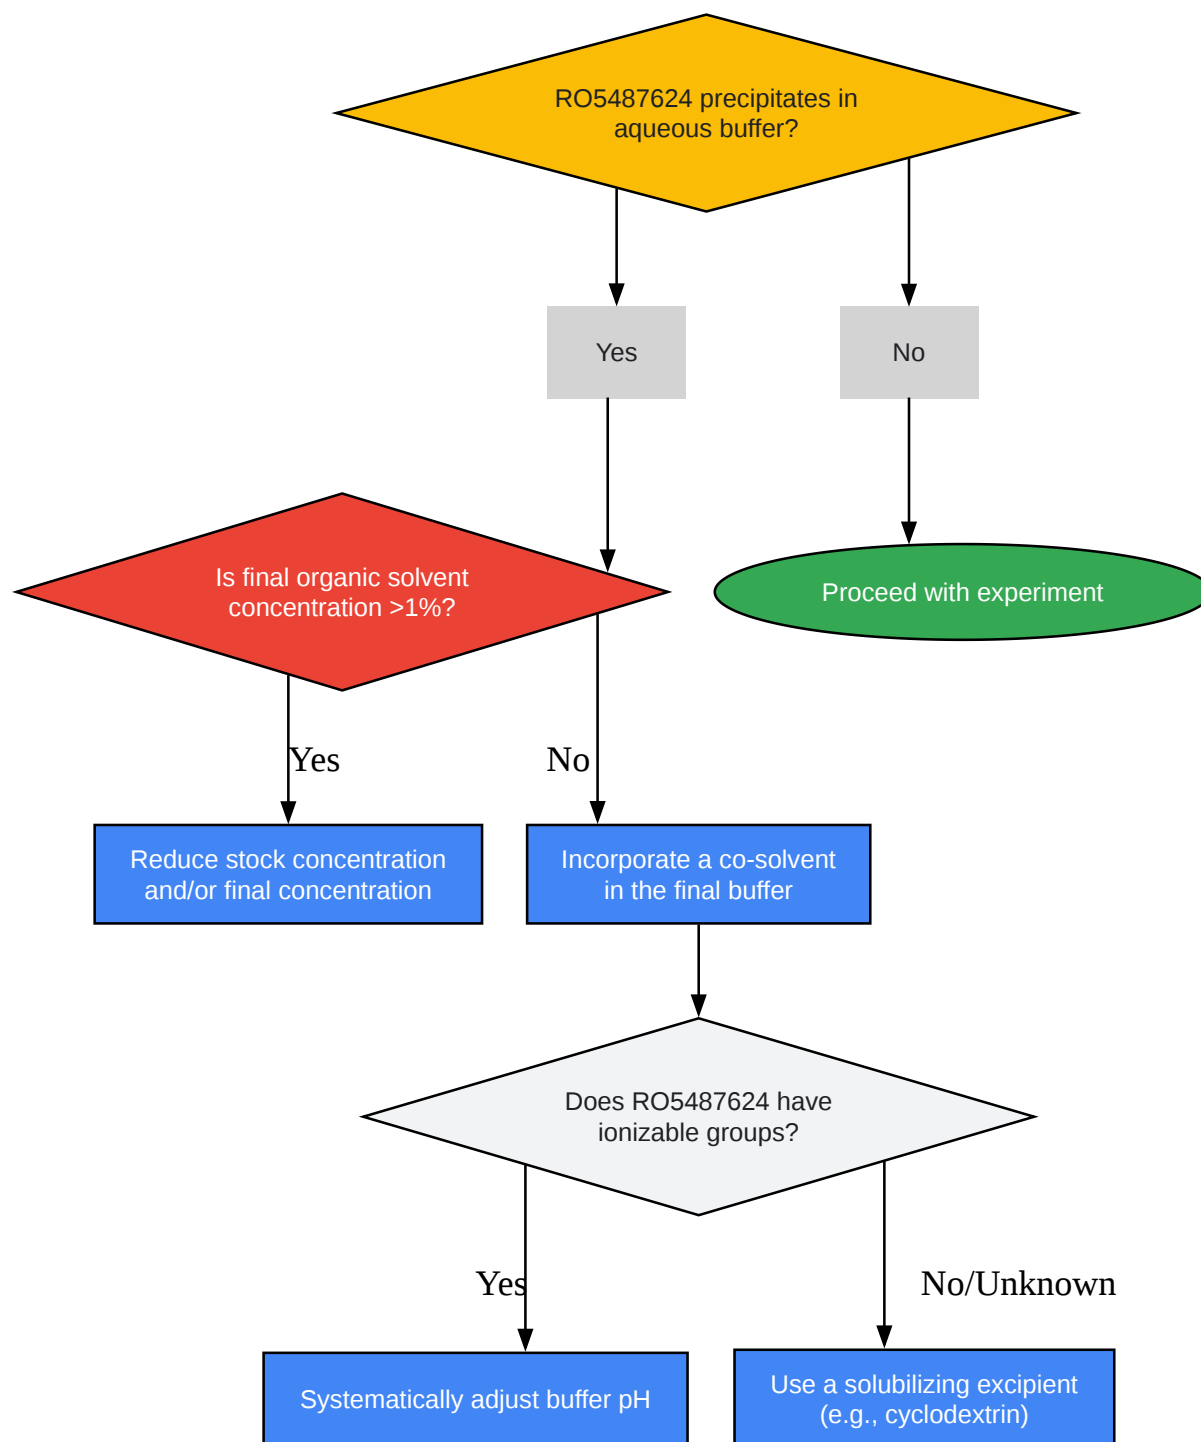 RO5487624 precipitates in
aqueous buffer?
Yes
No
Is final organic solvent
concentration >1%?
Proceed with experiment
Yes
No
Reduce stock concentration
and/or final concentration
Incorporate a co-solvent
in the final buffer
Does RO5487624 have
ionizable groups?
Yes
No/Unknown
Systematically adjust buffer pH
Use a solubilizing excipient
(e.g., cyclodextrin)